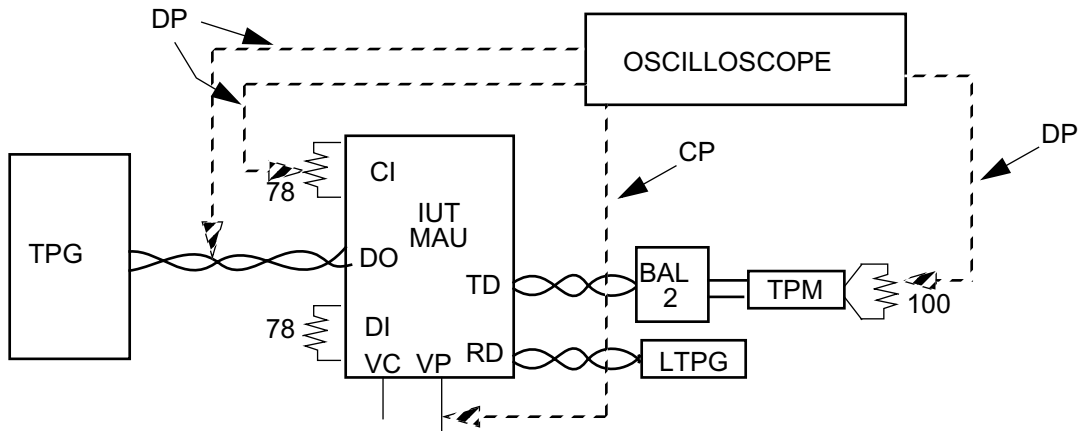 DP
OSCILLOSCOPE
DP
CP
CI
78
IUT
MAU
TPG
DO
TD
BAL
2
TPM
100
78
DI
RD
LTPG
VC
VP